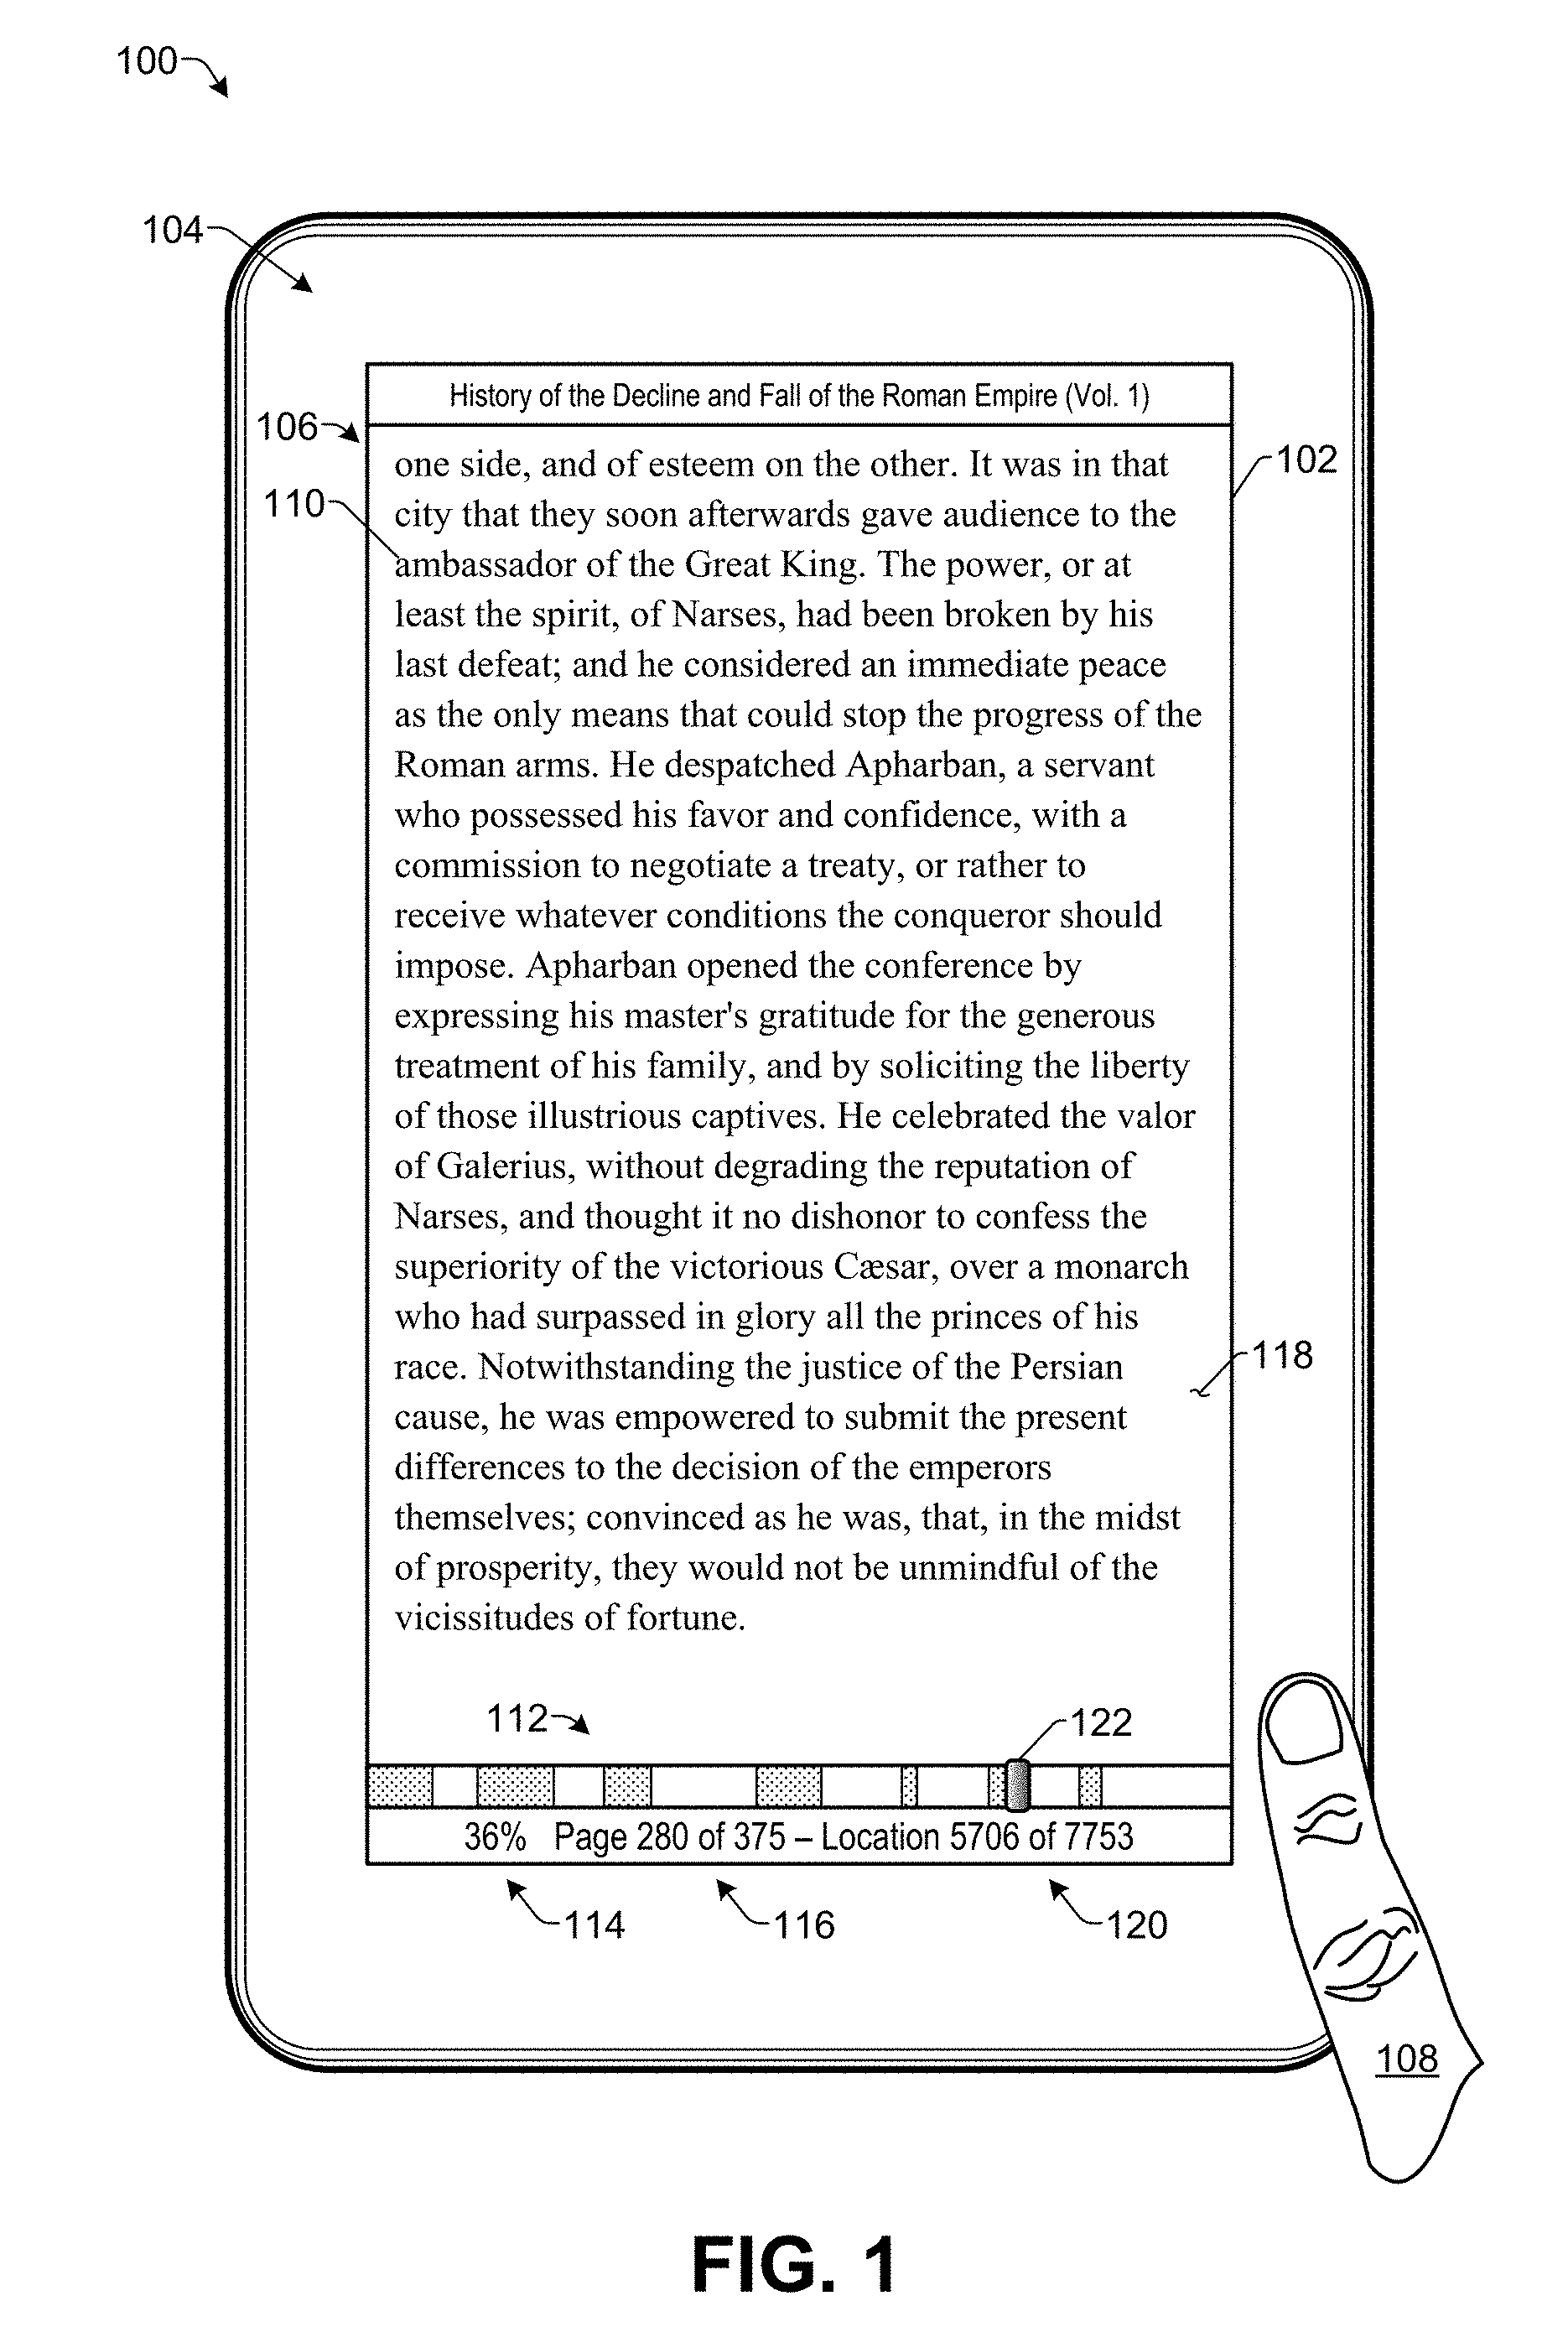 100
104
History of the Decline and Fall of the Roman Empire (Vol. 1)
106
102
110
one side, and of esteem on the other. It was in that
city that they soon afterwards gave audience to the
ambassador of the Great King. The power, or at
least the spirit, of Narses, had been broken by his
last defeat; and he considered an immediate peace
as the only means that could stop the progress of the
Roman arms. He despatched Apharban, a servant
who possessed his favor and confidence, with a
commission to negotiate a treaty, or rather to
receive whatever conditions the conqueror should
impose. Apharban opened the conference by
expressing his master's gratitude for the generous
treatment of his family, and by soliciting the liberty
of those illustrious captives. He celebrated the valor
of Galerius, without degrading the reputation of
Narses, and thought it no dishonor to confess the
superiority of the victorious Cæsar, over a monarch
who had surpassed in glory all the princes of his
race. Notwithstanding the justice of the Persian
cause, he was empowered to submit the present
differences to the decision of the emperors
themselves; convinced as he was, that, in the midst
of prosperity, they would not be unmindful of the
vicissitudes of fortune.
118
112
122
36% Page 280 of 375 – Location 5706 of 7753
114
116
120
108
FIG. 1